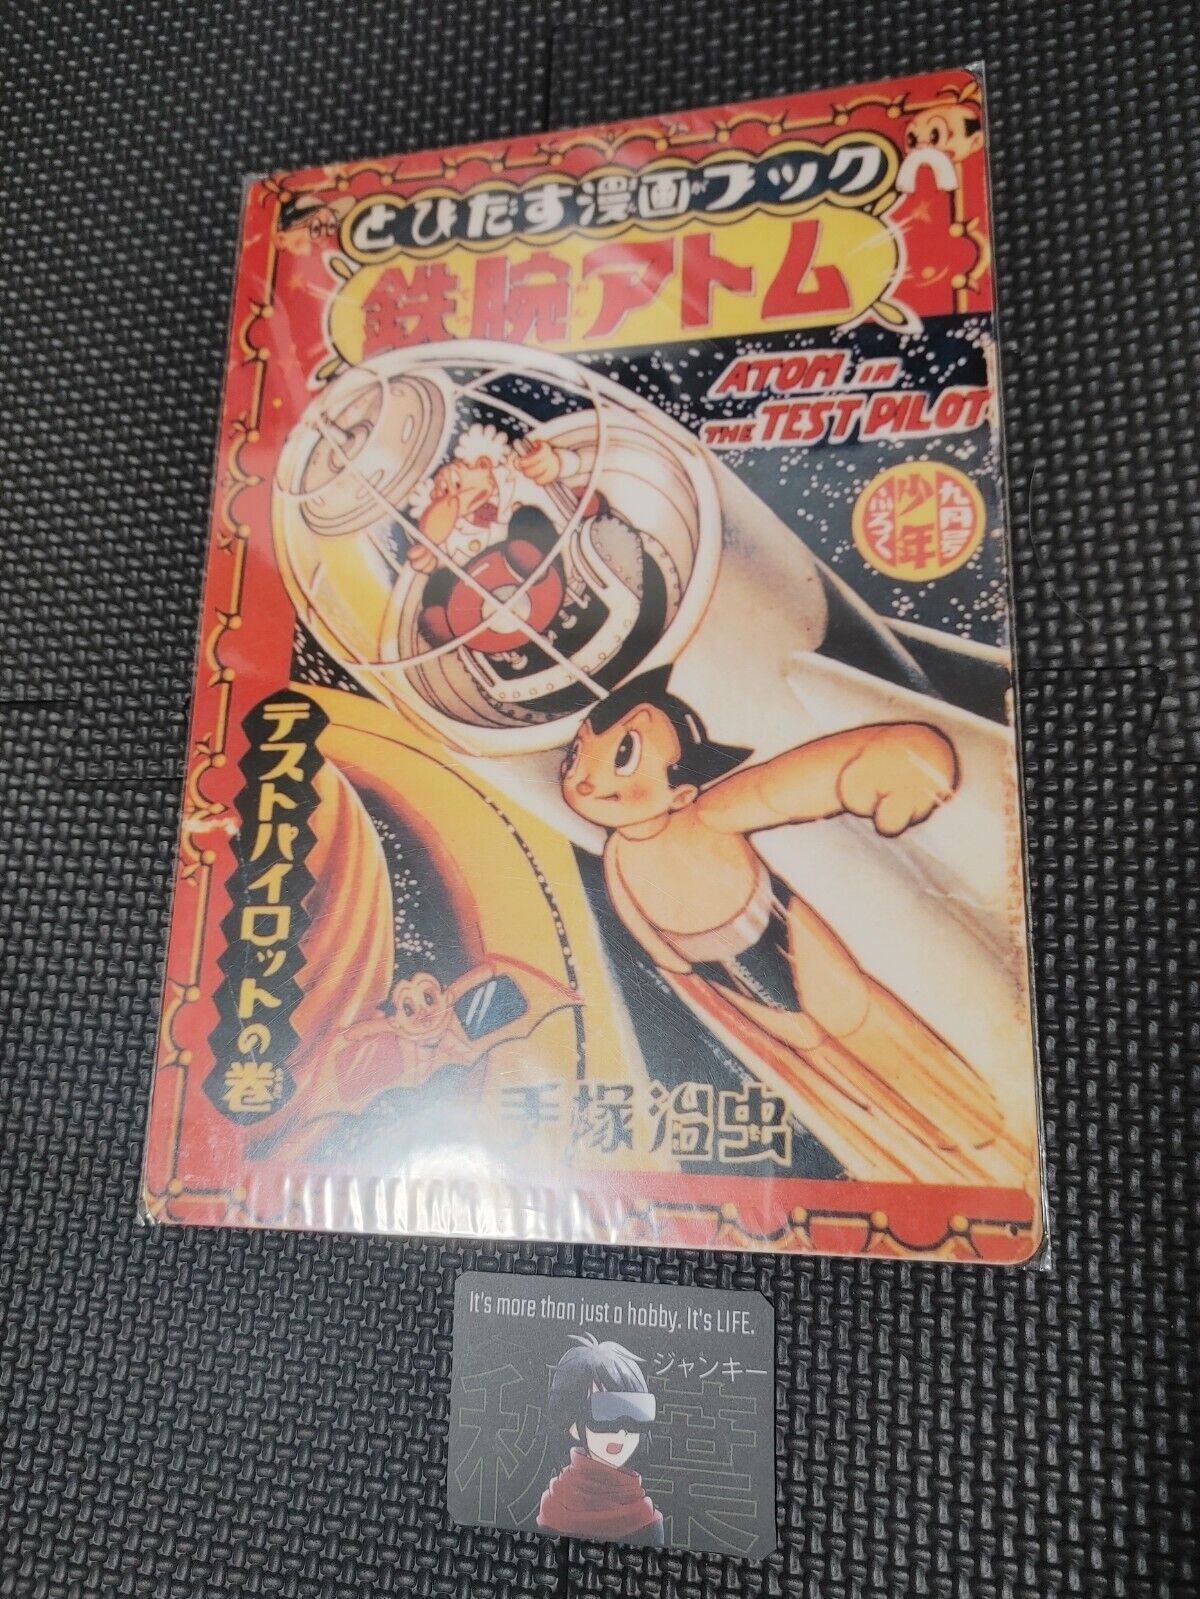 とびだす漫画ブック
鉄腕アトム
ATOM IN
THE TEST PILOT
九月号
少年
ふろく
テストパイロットの巻
手塚治虫
It's more than just a hobby. It's LIFE.
ジャンキー
秋葉